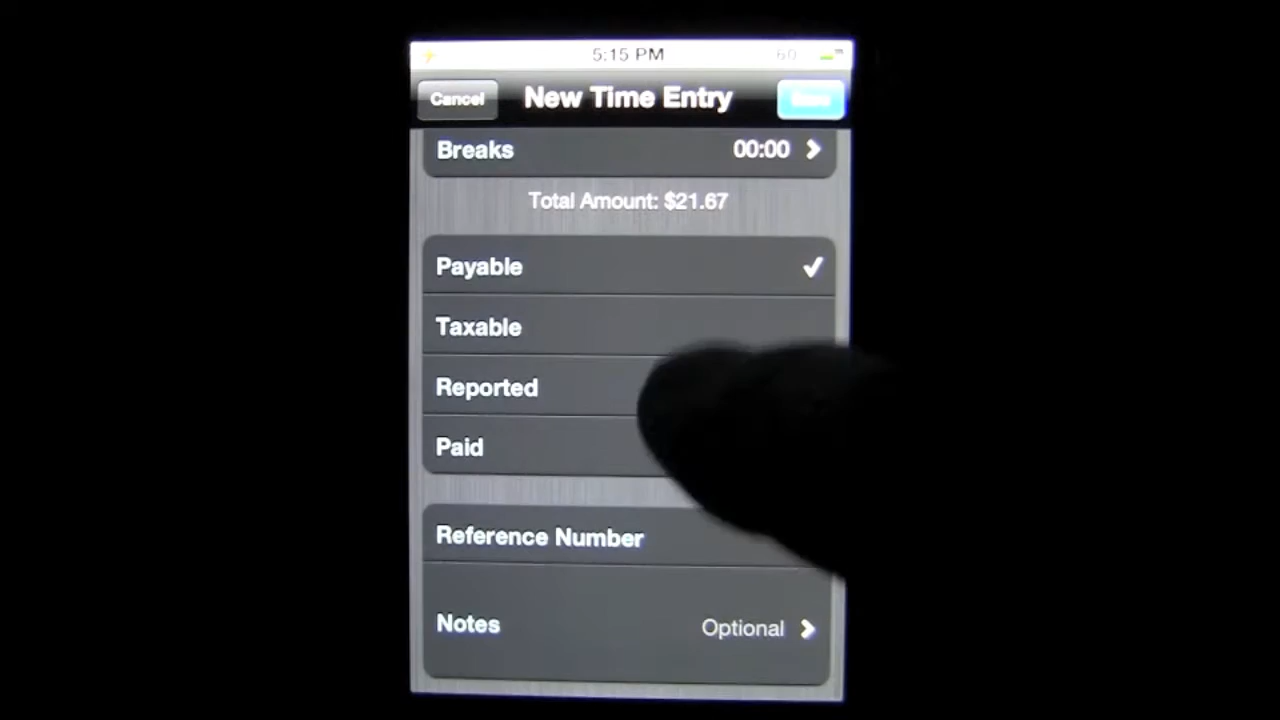 5:15 PM
Cancel
New Time Entry
Breaks
00:00
Total Amount: $21.67
Payable
Taxable
Reported
Paid
Reference Number
Notes
Optional